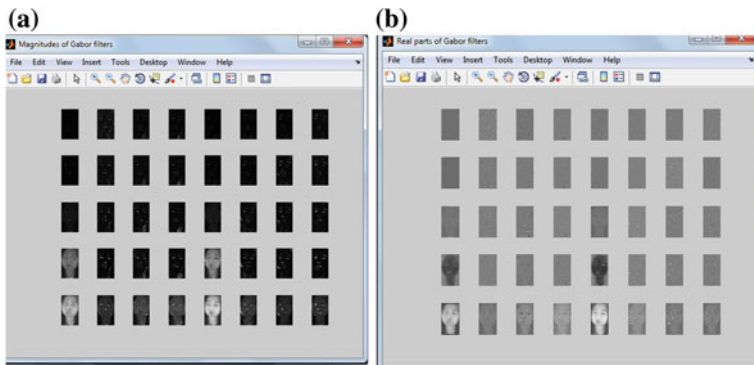 (a)
Magnitudes of Gabor filters
File Edit View Insert Tools Desktop Window Help
(b)
Real parts of Gabor filters
File Edit View Insert Tools Desktop Window Help